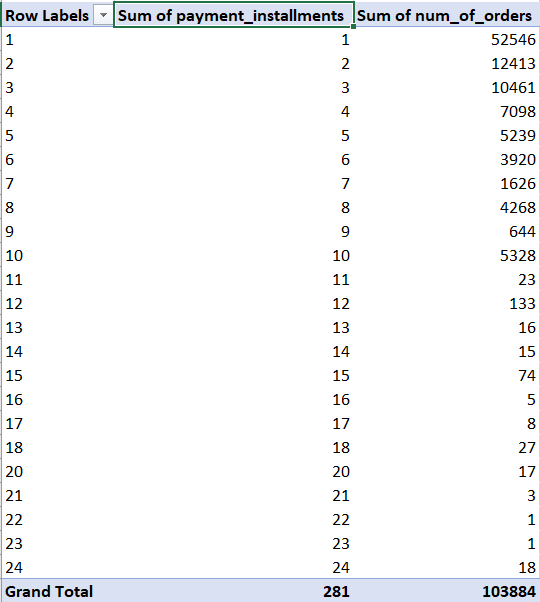 Row Labels Sum of payment_installments Sum of num_of_orders
1 1 52546
2 2 12413
3 3 10461
4 4 7098
5 5 5239
6 6 3920
7 7 1626
8 8 4268
9 9 644
10 10 5328
11 11 23
12 12 133
13 13 16
14 14 15
15 15 74
16 16 5
17 17 8
18 18 27
20 20 17
21 21 3
22 22 1
23 23 1
24 24 18
Grand Total 281 103884